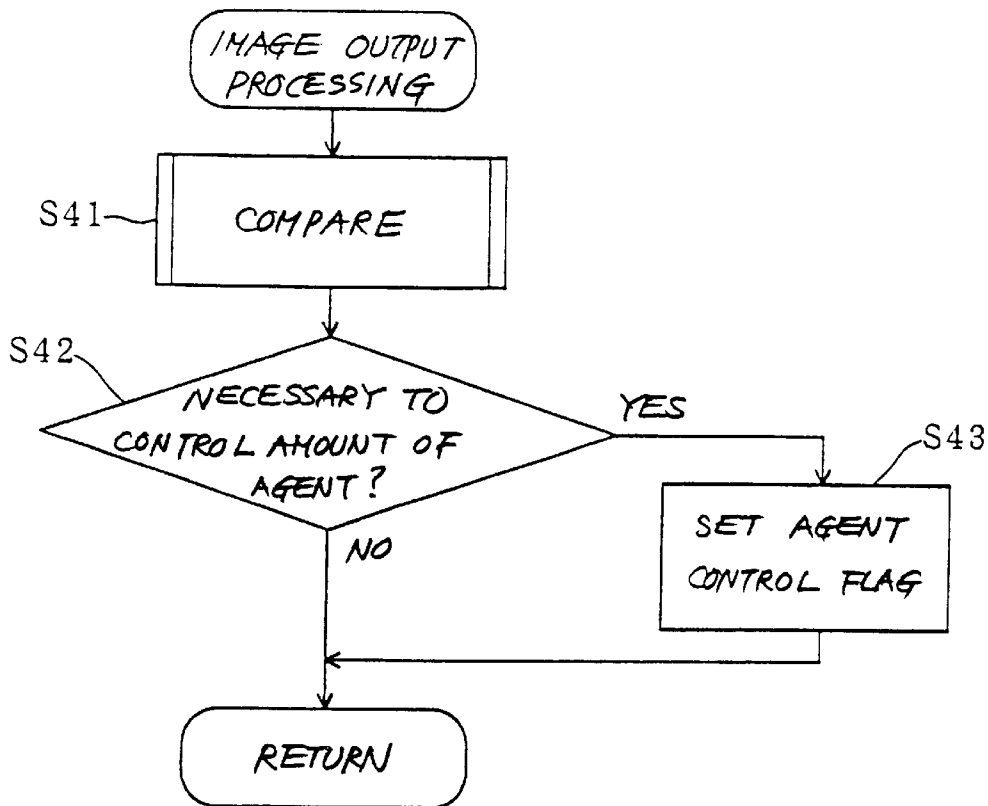 IMAGE OUTPUT
PROCESSING
S41
COMPARE
S42
NECESSARY TO
CONTROL AMOUNT OF
AGENT?
YES
S43
SET AGENT
CONTROL FLAG
NO
RETURN